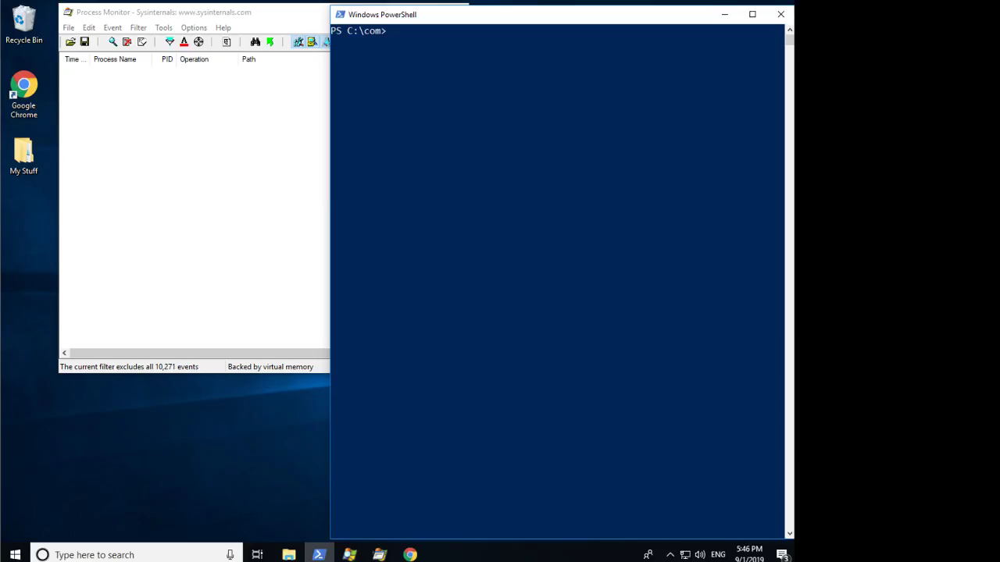 Recycle Bin
Google
Chrome
My Stuff
Process Monitor - Sysinternals: www.sysinternals.com
File Edit Event Filter Tools Options Help
Time ... Process Name PID Operation Path
The current filter excludes all 10,271 events Backed by virtual memory
Windows PowerShell
PS C:\com>
Type here to search
ENG
5:46 PM
9/1/2019
3